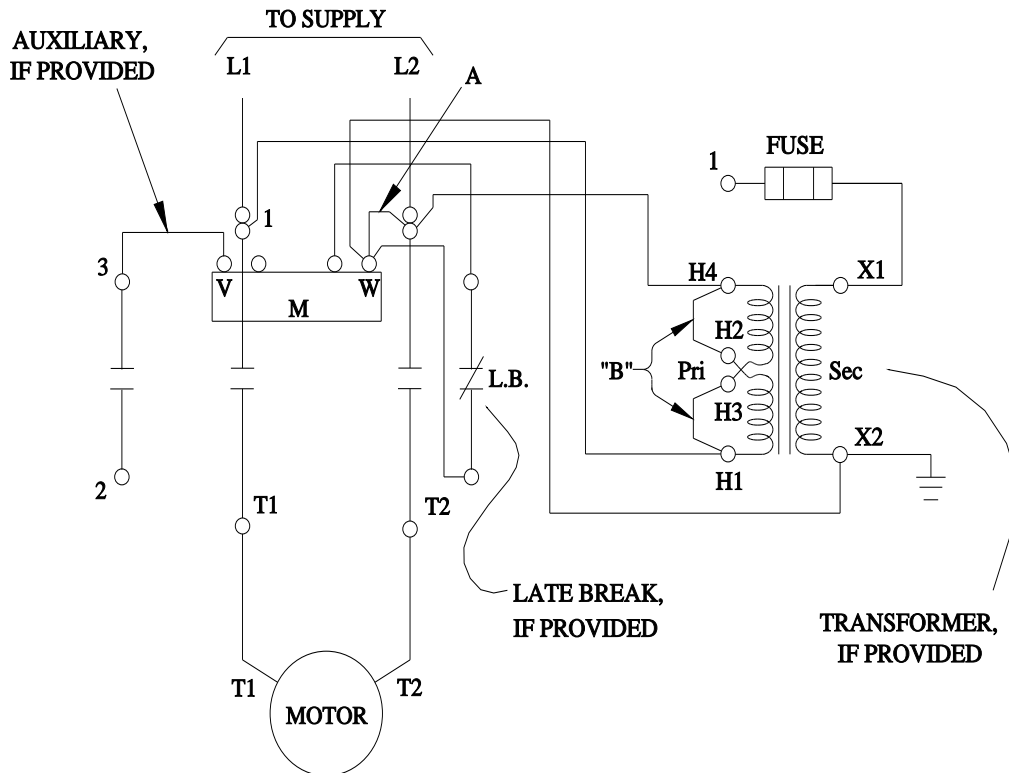 TO SUPPLY
AUXILIARY,
IF PROVIDED
L1
L2
A
1
1
FUSE
3
V
W
M
H4
X1
H2
"B"
Pri
Sec
L.B.
H3
X2
H1
2
T1
T2
LATE BREAK,
IF PROVIDED
TRANSFORMER,
IF PROVIDED
T1
T2
MOTOR